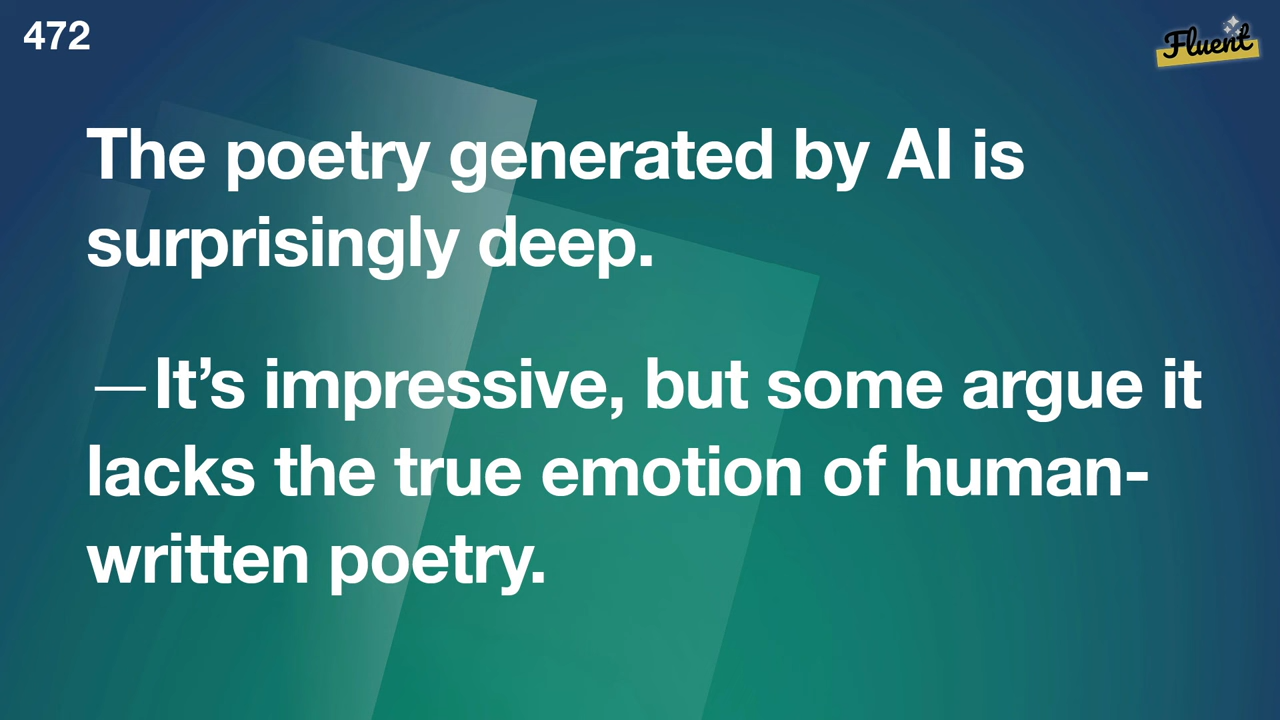 472
Fluent
The poetry generated by AI is
surprisingly deep.
—It’s impressive, but some argue it
lacks the true emotion of human-
written poetry.